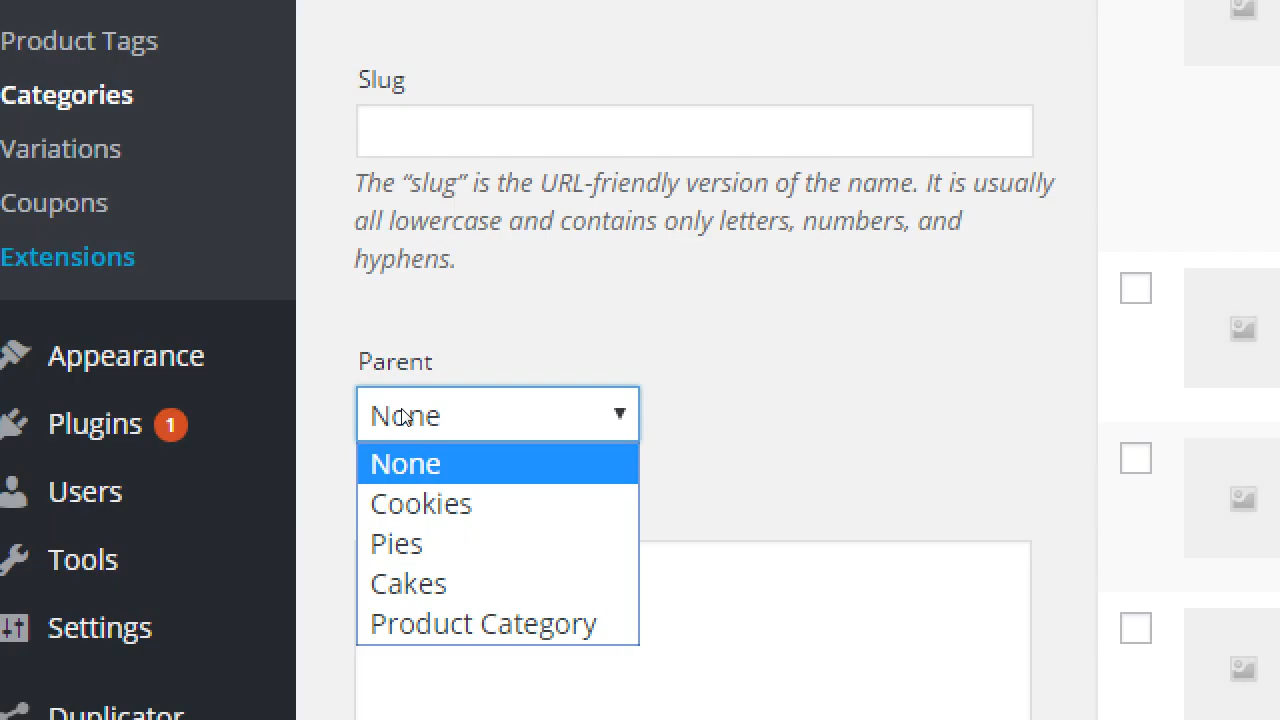 Product Tags
Categories
Variations
Coupons
Extensions
Appearance
Plugins 1
Users
Tools
Settings
Duplicator
Slug
The “slug” is the URL-friendly version of the name. It is usually
all lowercase and contains only letters, numbers, and
hyphens.
Parent
None
None
Cookies
Pies
Cakes
Product Category